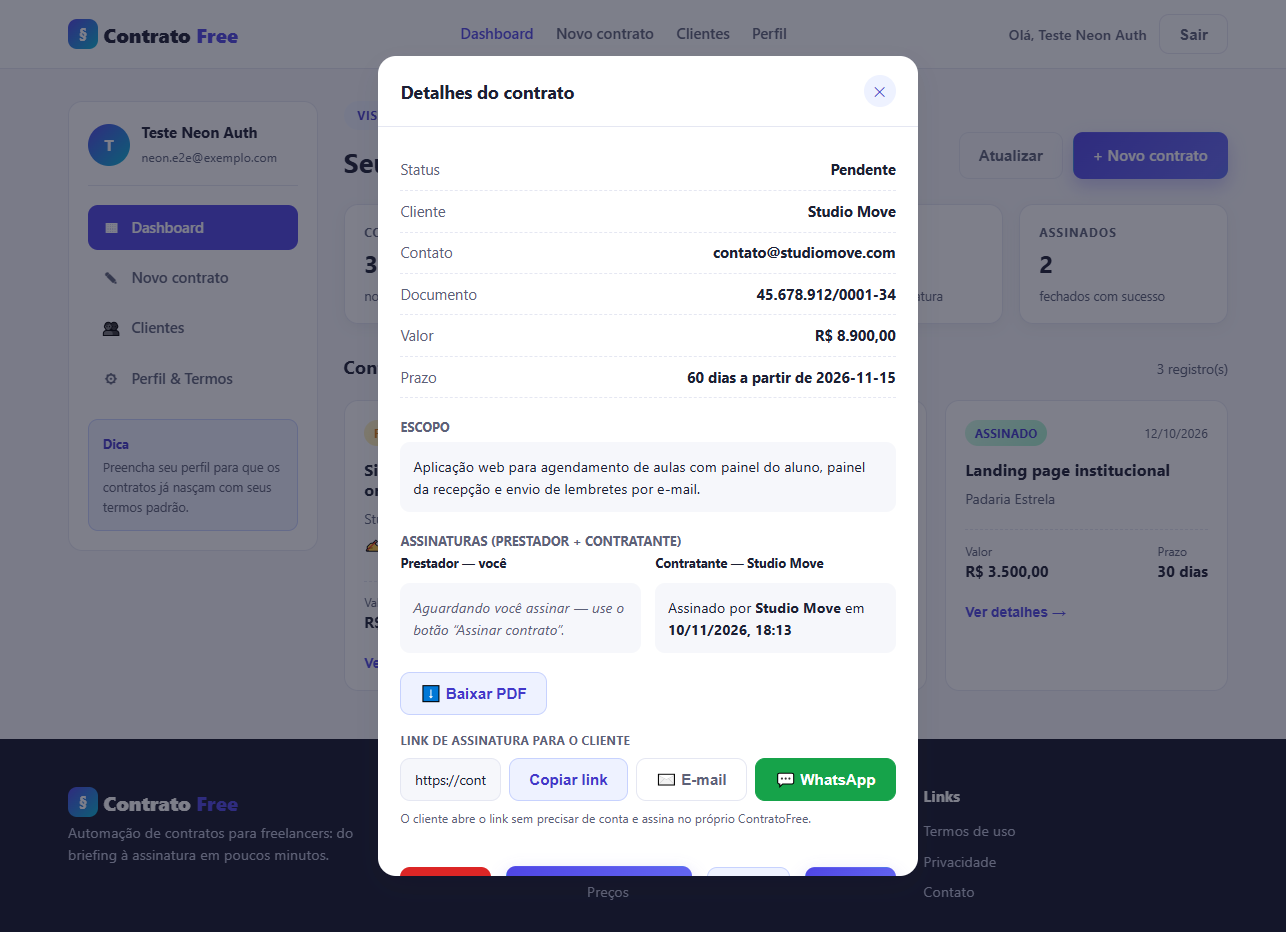 § Contrato Free
Dashboard
Novo contrato
Clientes
Perfil
Olá, Teste Neon Auth
Sair
T
Teste Neon Auth
neon.e2e@exemplo.com
Dashboard
Novo contrato
Clientes
Perfil & Termos
Dica
Preencha seu perfil para que os
contratos já nasçam com seus
termos padrão.
Atualizar
+ Novo contrato
ASSINADOS
2
fechados com sucesso
3 registro(s)
ASSINADO
12/10/2026
Landing page institucional
Padaria Estrela
Valor
Prazo
R$ 3.500,00
30 dias
Ver detalhes →
Detalhes do contrato
Status
Pendente
Cliente
Studio Move
Contato
contato@studiomove.com
Documento
45.678.912/0001-34
Valor
R$ 8.900,00
Prazo
60 dias a partir de 2026-11-15
ESCOPO
Aplicação web para agendamento de aulas com painel do aluno, painel
da recepção e envio de lembretes por e-mail.
ASSINATURAS (PRESTADOR + CONTRATANTE)
Prestador — você
Aguardando você assinar — use o
botão “Assinar contrato”.
Contratante — Studio Move
Assinado por Studio Move em
10/11/2026, 18:13
Baixar PDF
LINK DE ASSINATURA PARA O CLIENTE
https://cont
Copiar link
E-mail
WhatsApp
O cliente abre o link sem precisar de conta e assina no próprio ContratoFree.
§ Contrato Free
Automação de contratos para freelancers: do
briefing à assinatura em poucos minutos.
Preços
Links
Termos de uso
Privacidade
Contato